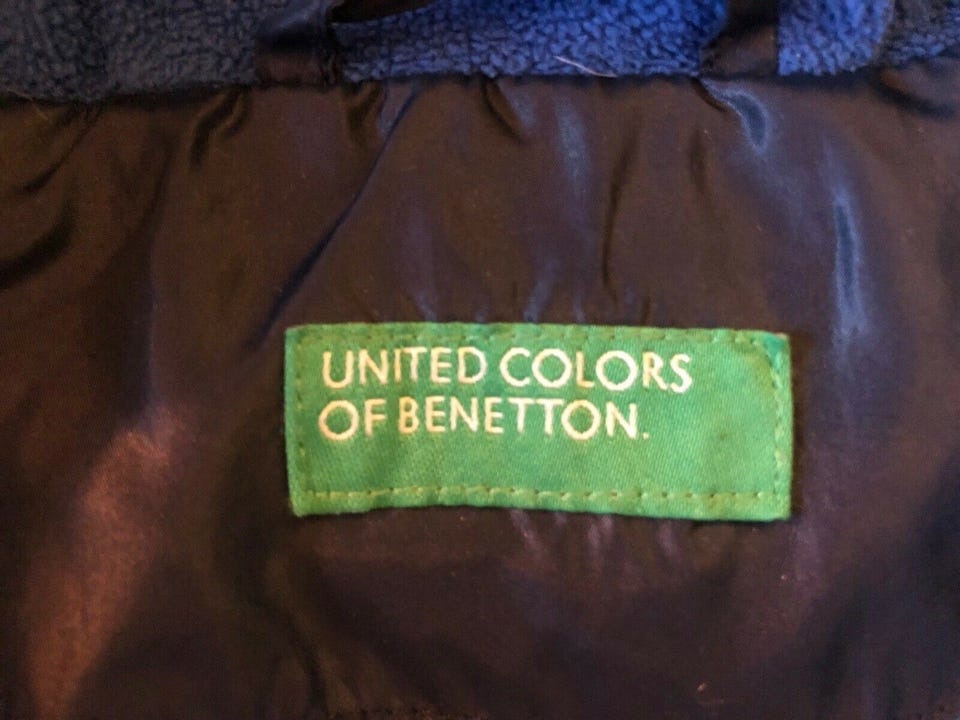 UNITED COLORS
OF BENETTON.